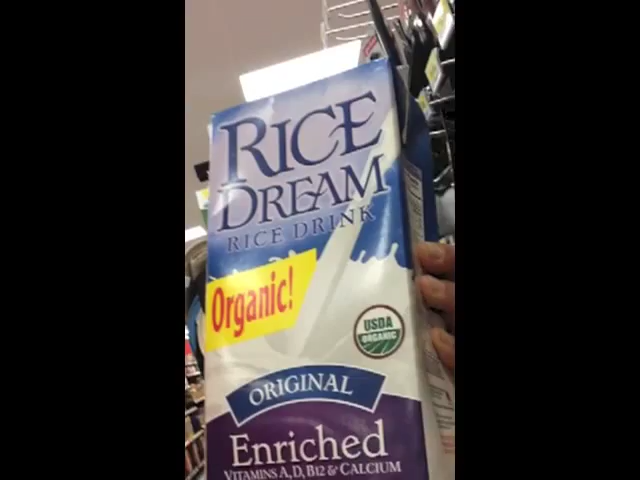 RICE
DREAM
RICE DRINK
Organic!
USDA
ORGANIC
ORIGINAL
Enriched
VITAMINS A, D, B12 & CALCIUM